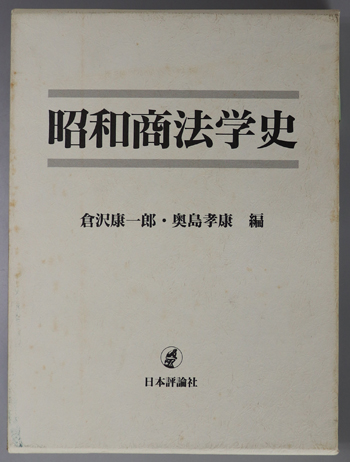 昭和商法学史
倉沢康一郎・奥島孝康 編
日本評論社